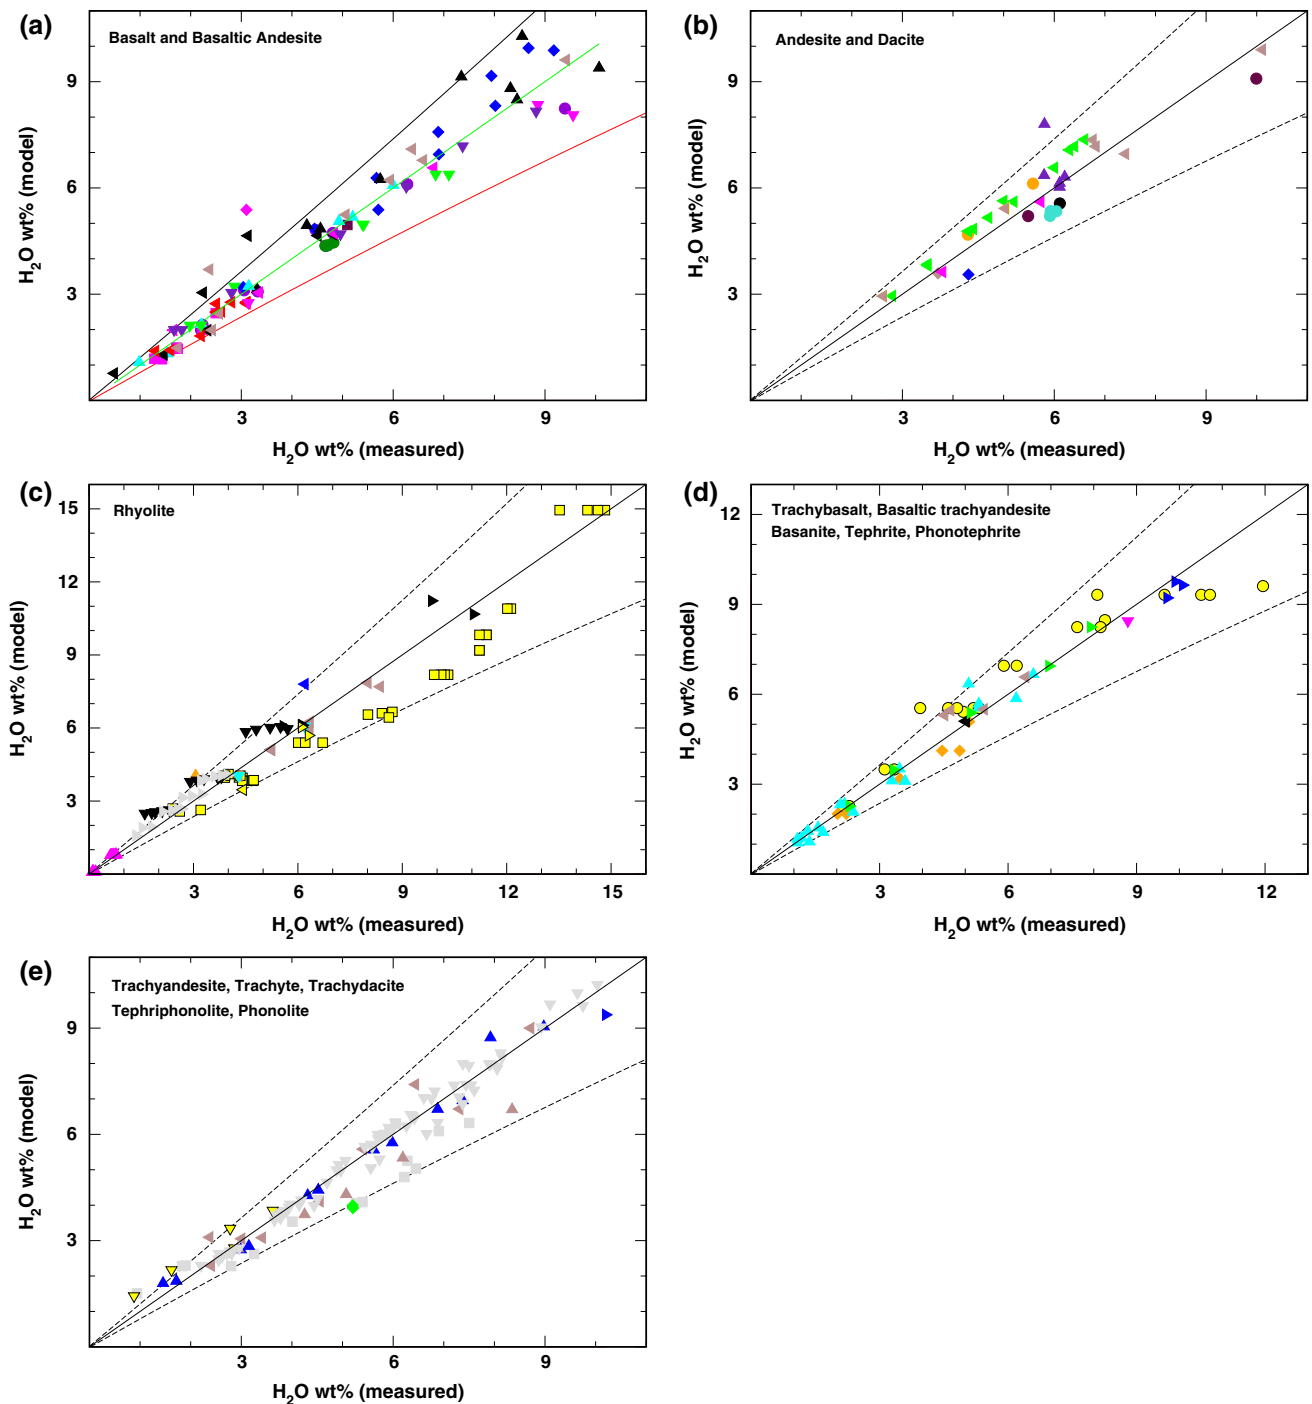 (a)
Basalt and Basaltic Andesite
9
6
3
H₂O wt% (model)
3 6 9
H₂O wt% (measured)
(b)
Andesite and Dacite
9
6
3
H₂O wt% (model)
3 6 9
H₂O wt% (measured)
(c)
Rhyolite
15
12
9
6
3
H₂O wt% (model)
3 6 9 12 15
H₂O wt% (measured)
(d)
Trachybasalt, Basaltic trachyandesite
Basanite, Tephrite, Phonotephrite
12
9
6
3
H₂O wt% (model)
3 6 9 12
H₂O wt% (measured)
(e)
Trachyandesite, Trachyte, Trachydacite
Tephriphonolite, Phonolite
9
6
3
H₂O wt% (model)
3 6 9
H₂O wt% (measured)